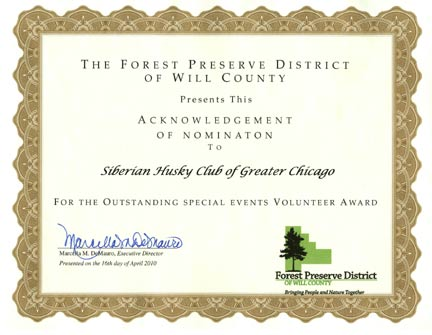 THE FOREST PRESERVE DISTRICT
OF WILL COUNTY
Presents This
ACKNOWLEDGEMENT
OF NOMINATON
TO
Siberian Husky Club of Greater Chicago
FOR THE OUTSTANDING SPECIAL EVENTS VOLUNTEER AWARD
Marcella M. DeMauro
Marcella M. DeMauro, Executive Director
Presented on the 16th day of April 2010
Forest Preserve District
OF WILL COUNTY
Bringing People and Nature Together